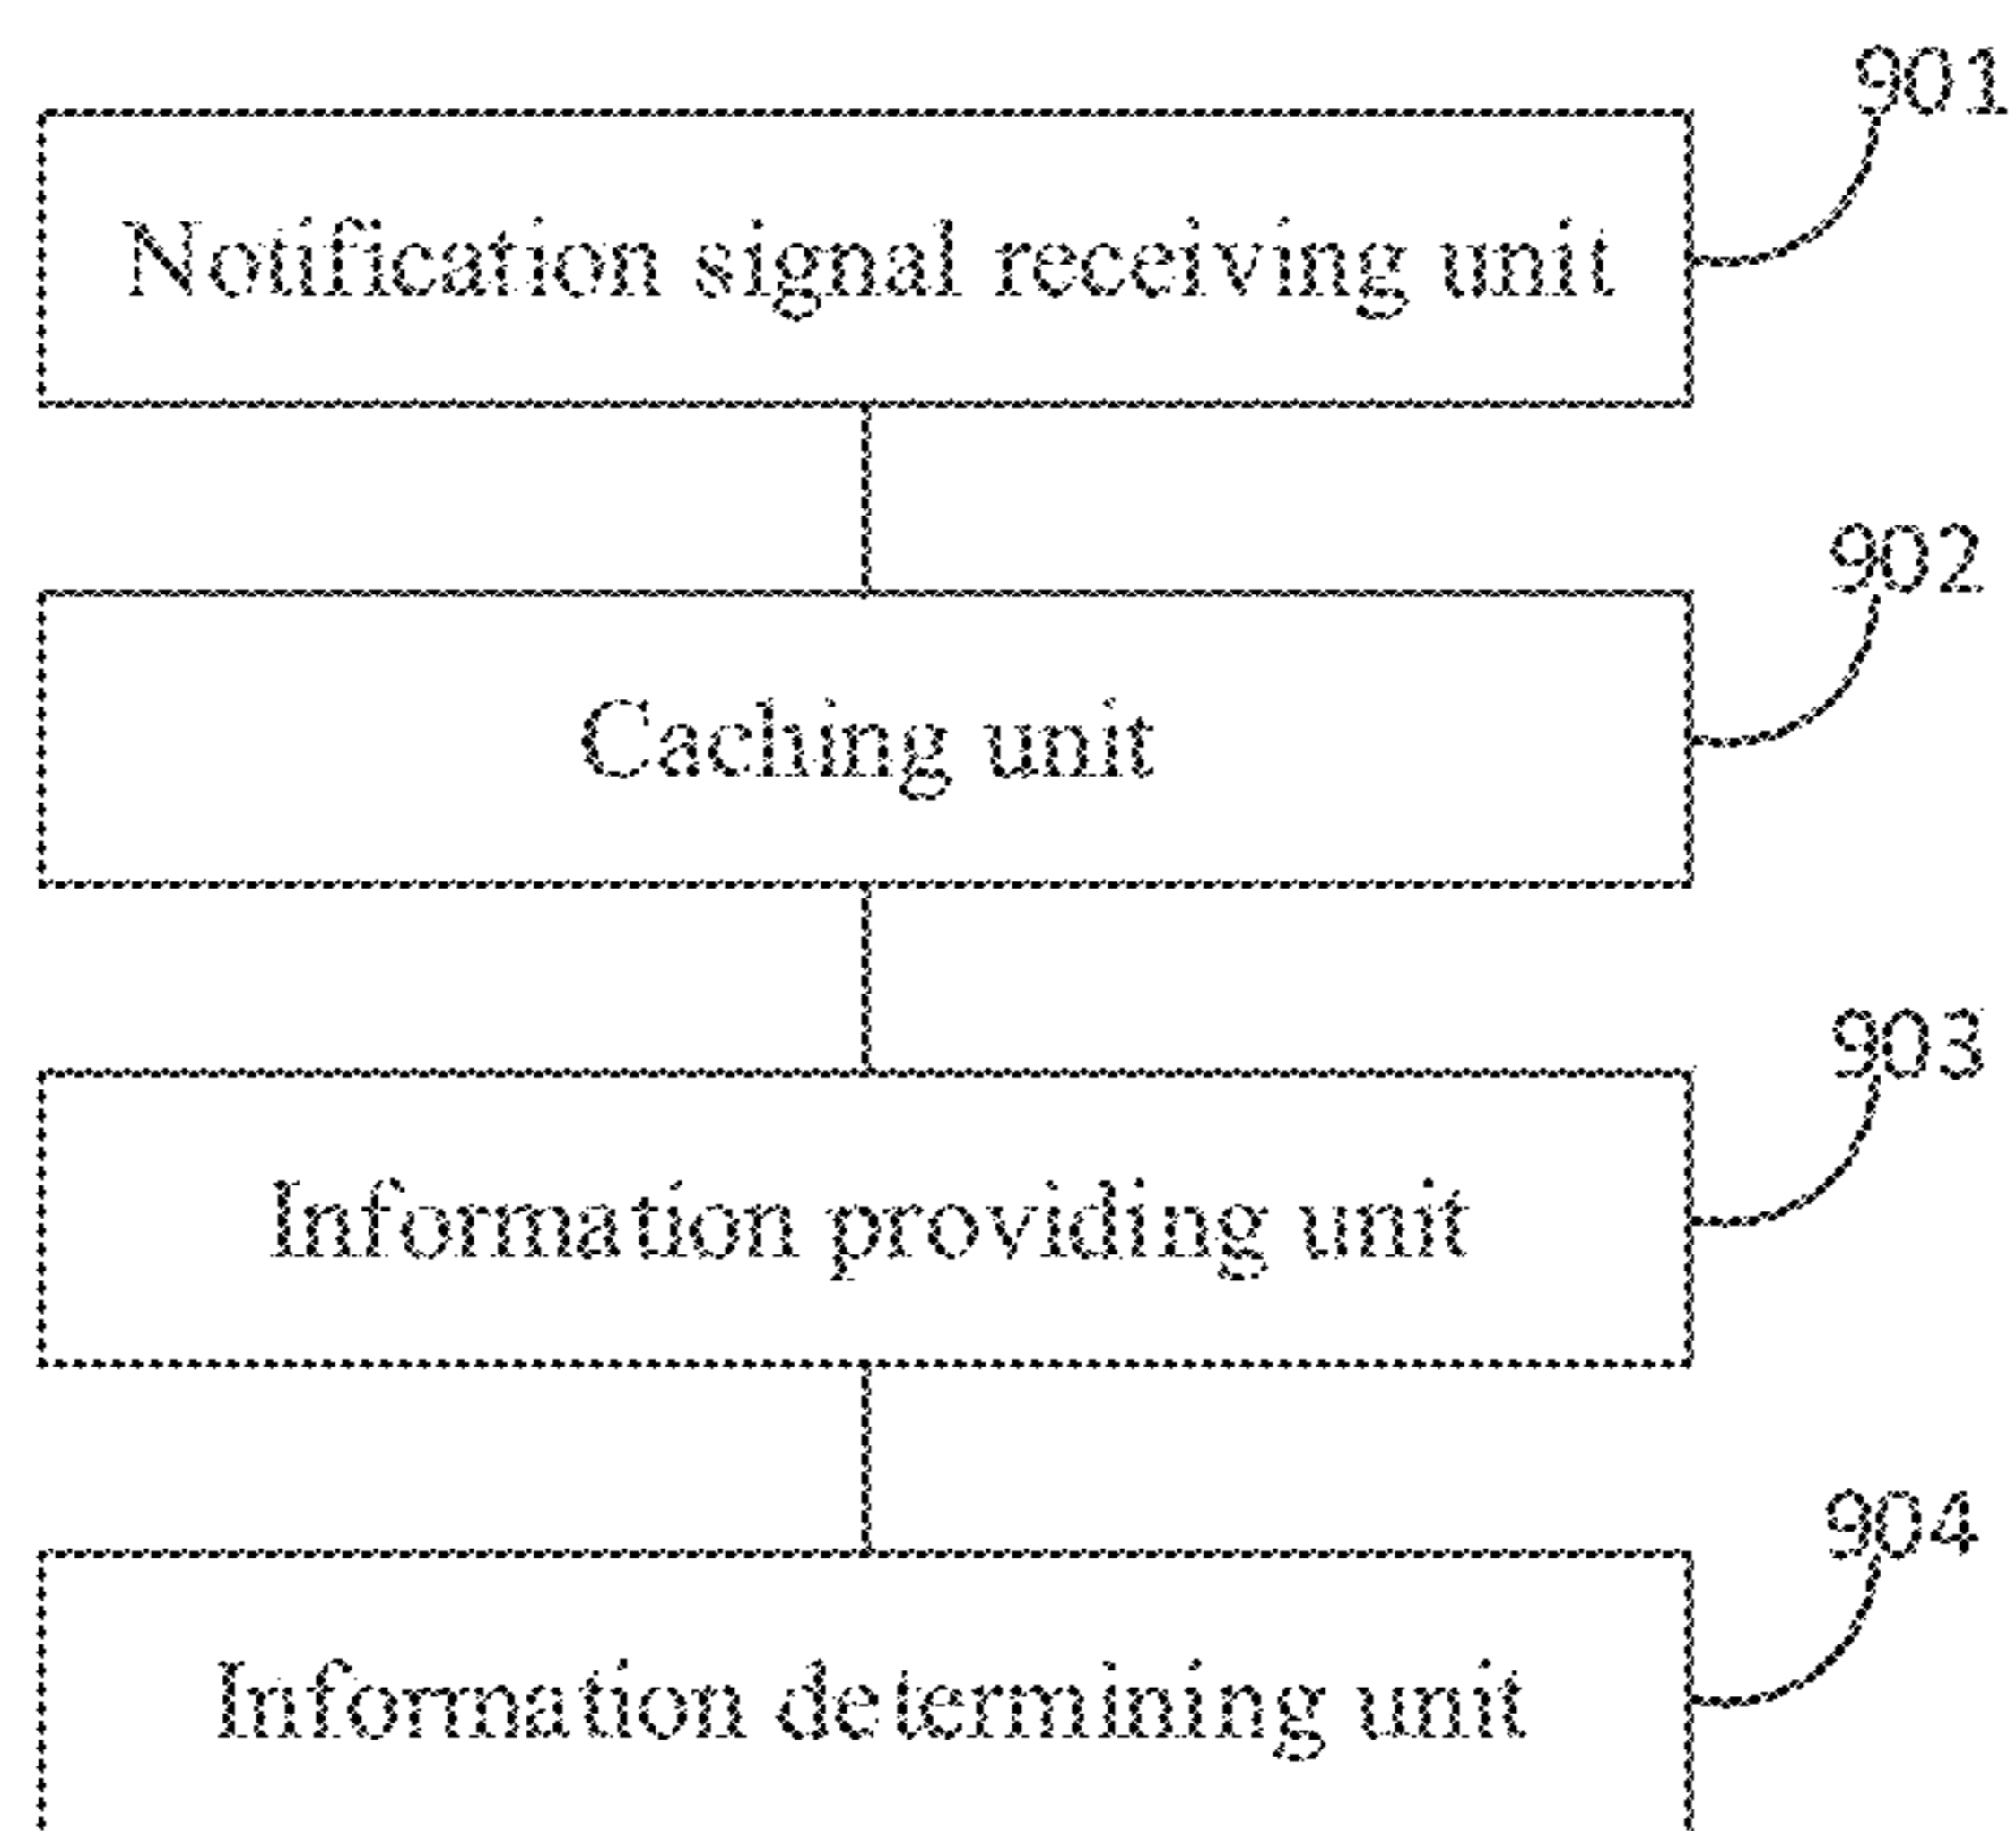 901
Notification signal receiving unit
902
Caching unit
903
Information providing unit
904
Information determining unit